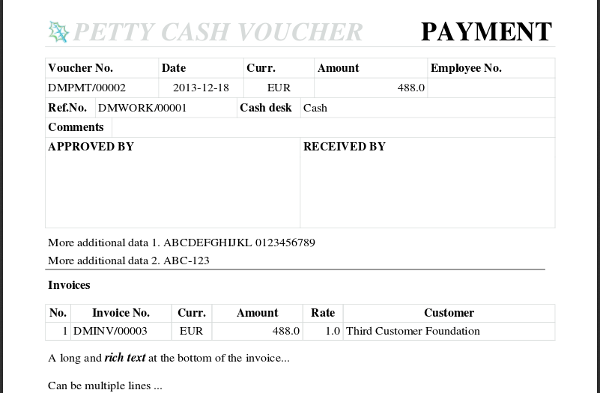 PETTY CASH VOUCHER PAYMENT
Voucher No. Date Curr. Amount Employee No.
DMPMT/00002 2013-12-18 EUR 488.0
Ref.No. DMWORK/00001 Cash desk Cash
Comments
APPROVED BY RECEIVED BY
More additional data 1. ABCDEFGHIJKL 0123456789
More additional data 2. ABC-123
Invoices
No. Invoice No. Curr. Amount Rate Customer
1 DMINV/00003 EUR 488.0 1.0 Third Customer Foundation
A long and rich text at the bottom of the invoice...
Can be multiple lines ...